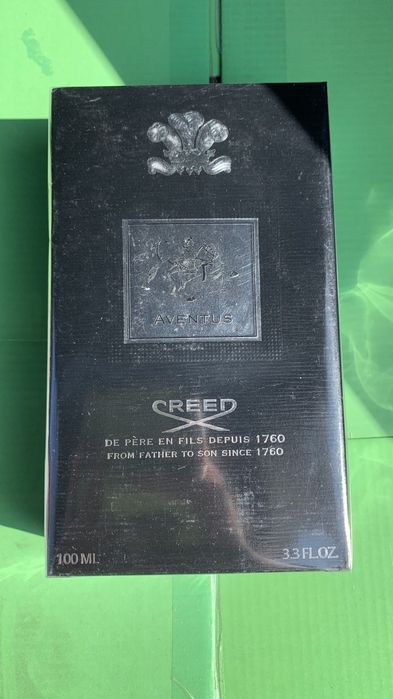 AVENTUS
CREED
DE PÈRE EN FILS DEPUIS 1760
FROM FATHER TO SON SINCE 1760
100 ML
3.3 FL.OZ